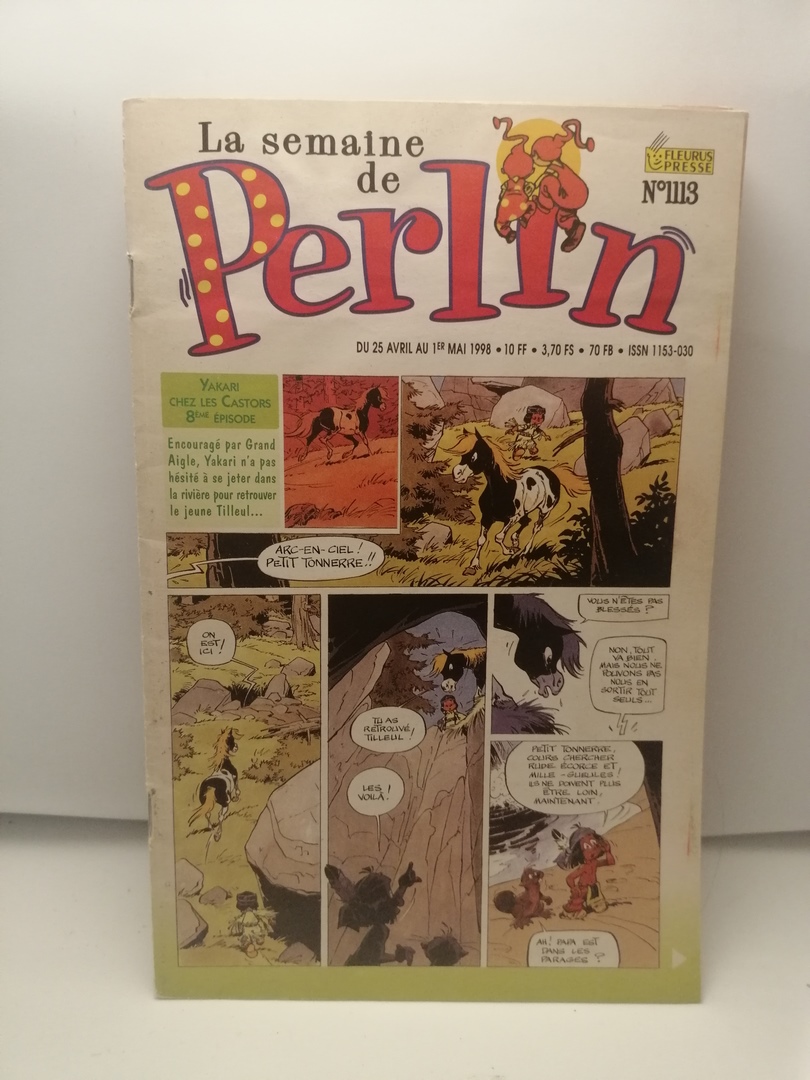 La semaine
de
Perlin
FLEURUS
PRESSE
N°1113
DU 25 AVRIL AU 1ER MAI 1998 • 10 FF • 3,70 FS • 70 FB • ISSN 1153-030
YAKARI
CHEZ LES CASTORS
8ÈME ÉPISODE
Encouragé par Grand
Aigle, Yakari n'a pas
hésité à se jeter dans
la rivière pour retrouver
le jeune Tilleul...
ARC-EN-CIEL !
PETIT TONNERRE !!
ON
EST
ICI !
TU AS
RETROUVÉ
TILLEUL !
LES
VOILÀ !
VOUS N'ÊTES PAS
BLESSÉS ?
NON, TOUT
VA BIEN.
MAIS NOUS NE
POUVONS PAS
NOUS EN
SORTIR TOUT
SEULS...
PETIT TONNERRE,
COURS CHERCHER
RUDE ÉCORCE ET
MILLE-GUEULES !
ILS NE DOIVENT PLUS
ÊTRE LOIN,
MAINTENANT.
AH ! PAPA EST
DANS LES
PARAGES ?